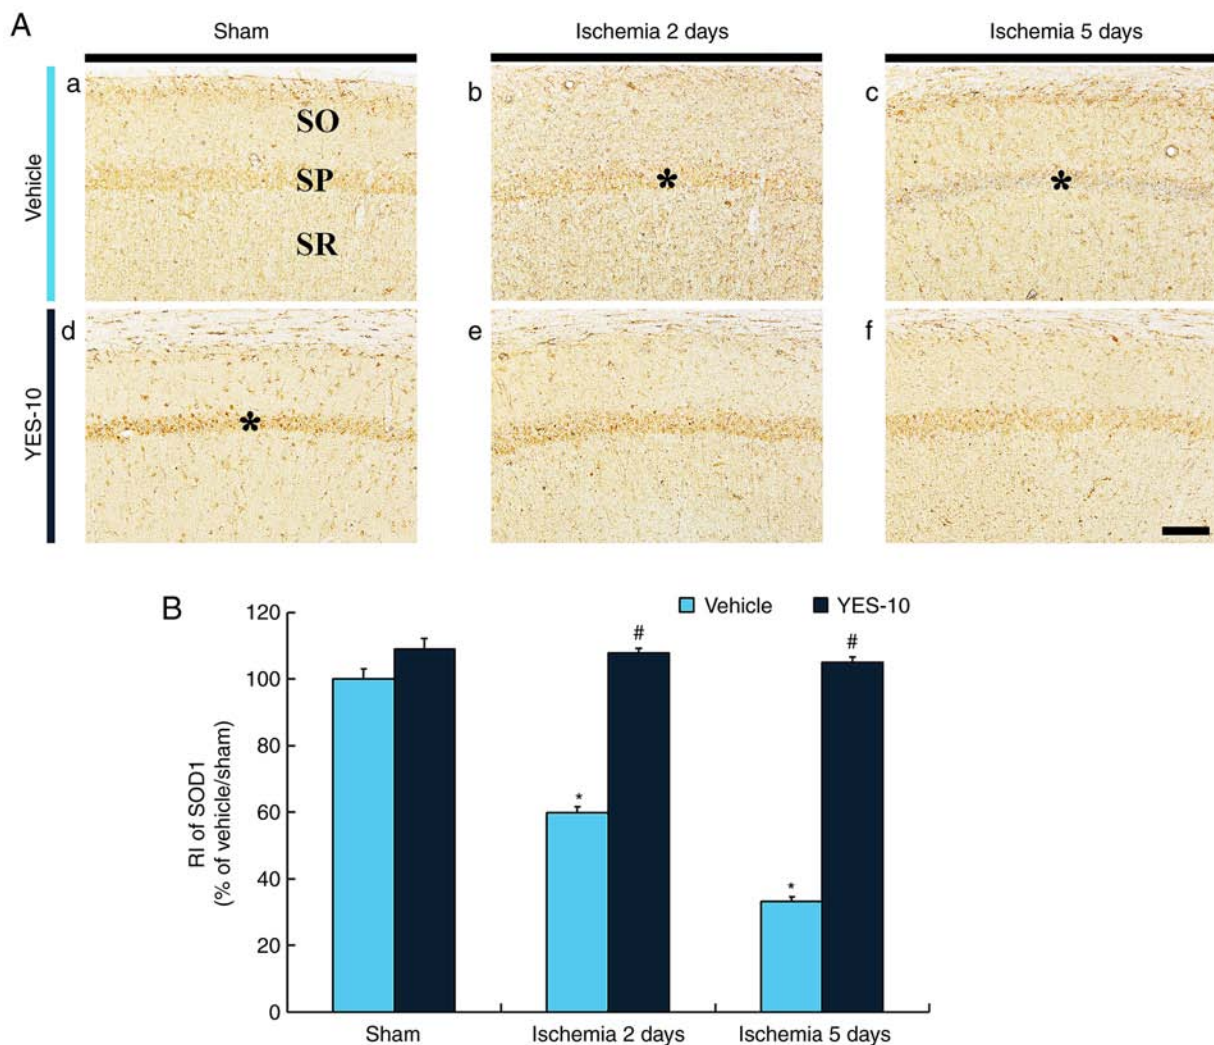 A
Sham
Ischemia 2 days
Ischemia 5 days
Vehicle
a
SO
SP
SR
b
*
c
*
YES-10
d
*
e
f
B
Vehicle
YES-10
RI of SOD1
(% of vehicle/sham)
120
100
80
60
40
20
0
*
#
*
#
Sham
Ischemia 2 days
Ischemia 5 days